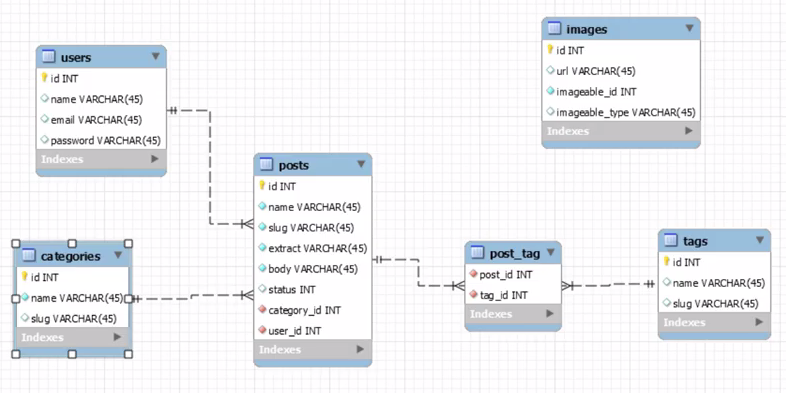 users
id INT
name VARCHAR(45)
email VARCHAR(45)
password VARCHAR(45)
Indexes
categories
id INT
name VARCHAR(45)
slug VARCHAR(45)
Indexes
posts
id INT
name VARCHAR(45)
slug VARCHAR(45)
extract VARCHAR(45)
body VARCHAR(45)
status INT
category_id INT
user_id INT
Indexes
images
id INT
url VARCHAR(45)
imageable_id INT
imageable_type VARCHAR(45)
Indexes
post_tag
post_id INT
tag_id INT
Indexes
tags
id INT
name VARCHAR(45)
slug VARCHAR(45)
Indexes